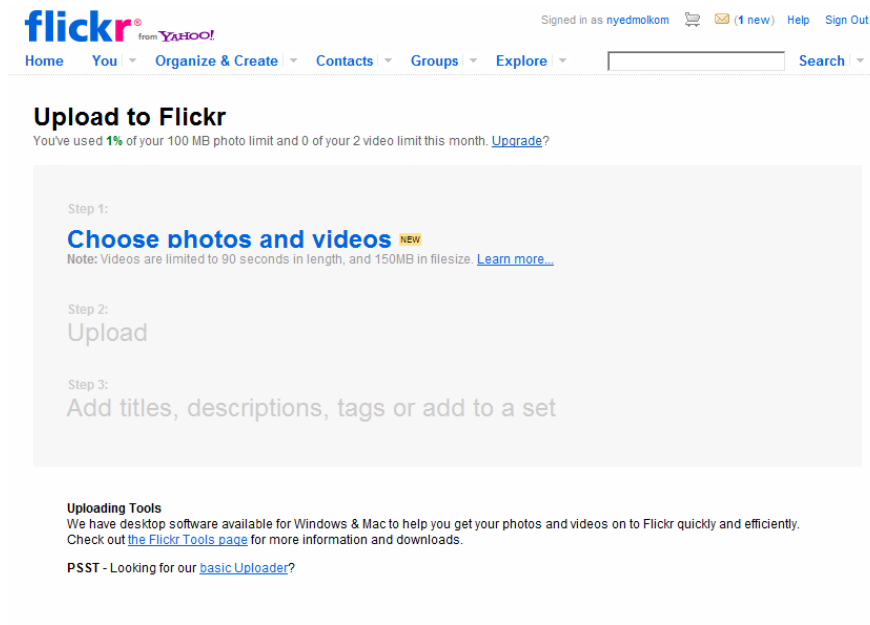 flickr® from YAHOO!
Signed in as nyedmolkom (1 new) Help Sign Out
Home You Organize & Create Contacts Groups Explore Search
Upload to Flickr
You've used 1% of your 100 MB photo limit and 0 of your 2 video limit this month. Upgrade?
Step 1:
Choose photos and videos NEW
Note: Videos are limited to 90 seconds in length, and 150MB in filesize. Learn more...
Step 2:
Upload
Step 3:
Add titles, descriptions, tags or add to a set
Uploading Tools
We have desktop software available for Windows & Mac to help you get your photos and videos on to Flickr quickly and efficiently.
Check out the Flickr Tools page for more information and downloads.
PSST - Looking for our basic Uploader?